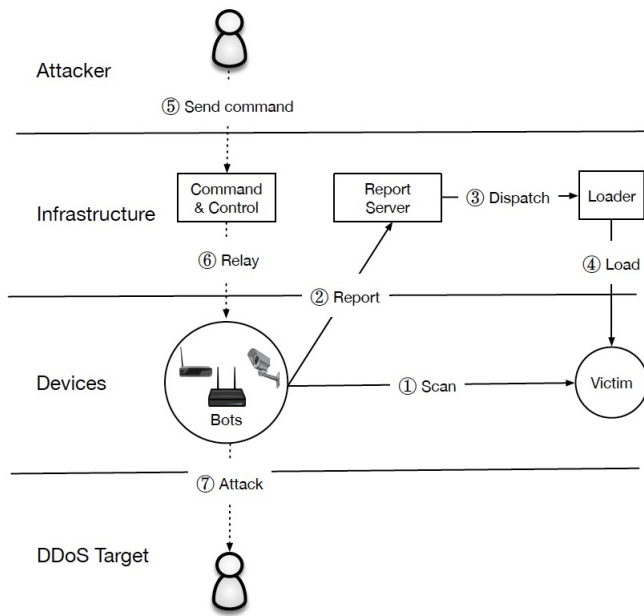 Attacker
⑤ Send command
Infrastructure
Command
& Control
Report
Server
③ Dispatch
Loader
⑥ Relay
④ Load
② Report
Devices
Bots
① Scan
Victim
⑦ Attack
DDoS Target